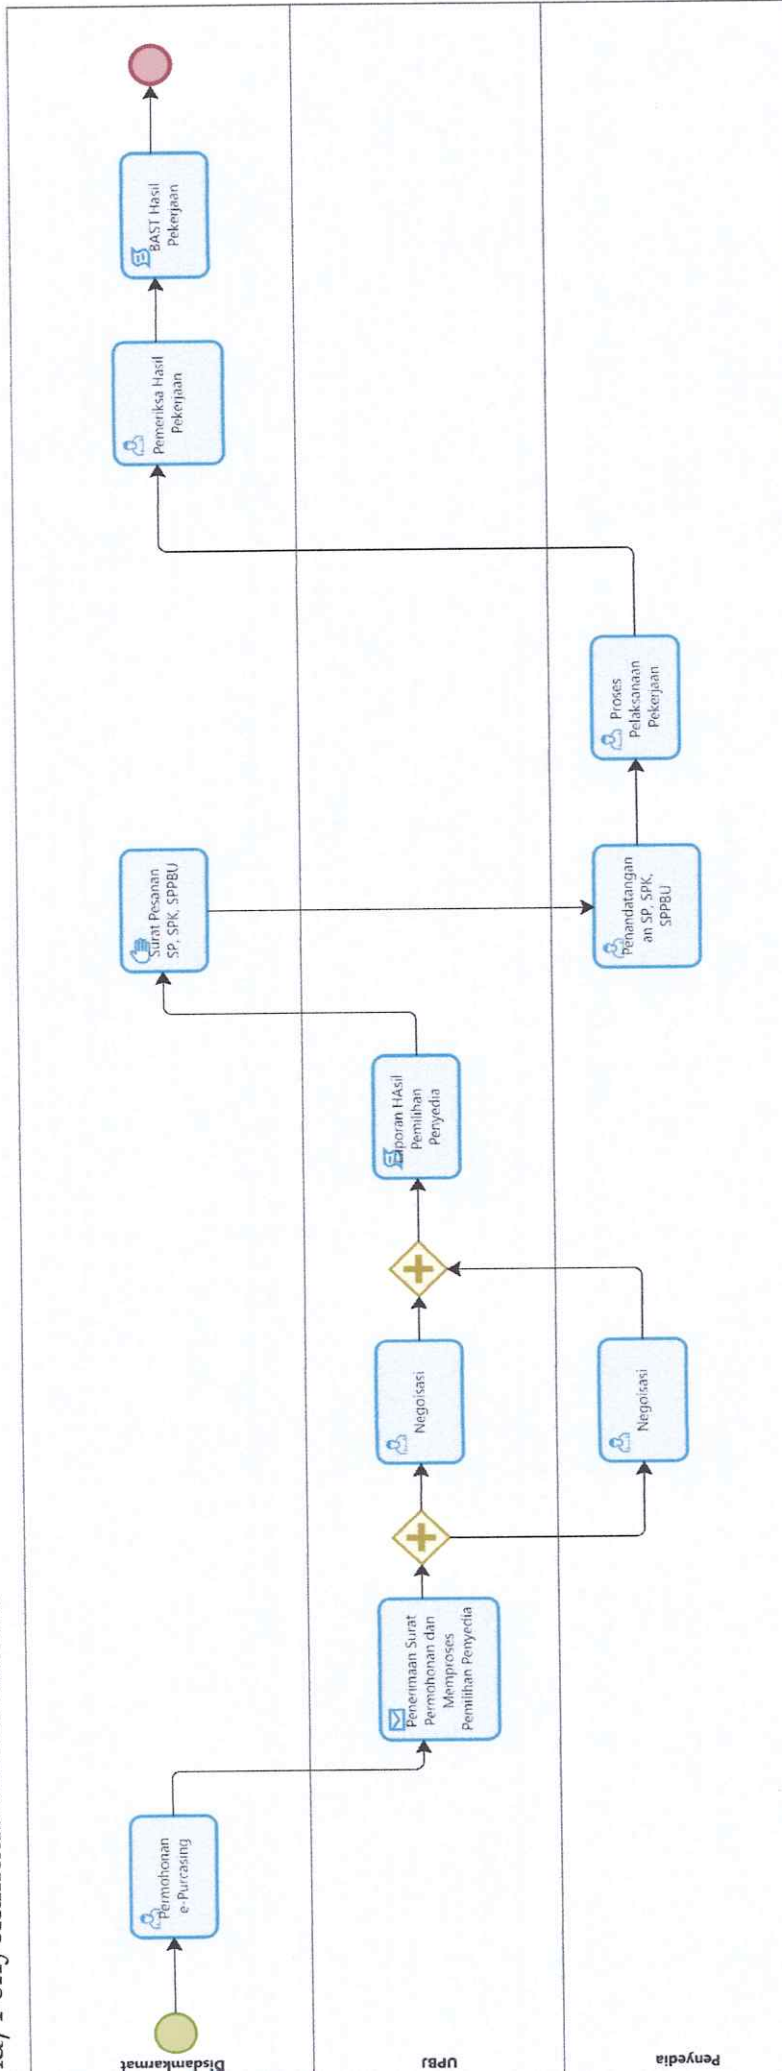 Disdamkarmat
Permohonan
e-Purcasing
Surat Pesanan
SP, SPK, SPPBU
Pemeriksa Hasil
Pekerjaan
BAST Hasil
Pekerjaan
UPBJ
Penerimaan Surat
Permohonan dan
Memproses
Pemilihan Penyedia
Negoisasi
Laporan HAsil
Pemilihan
Penyedia
Penyedia
Negoisasi
Penandatangan
an SP, SPK,
SPPBU
Proses
Pelaksanaan
Pekerjaan